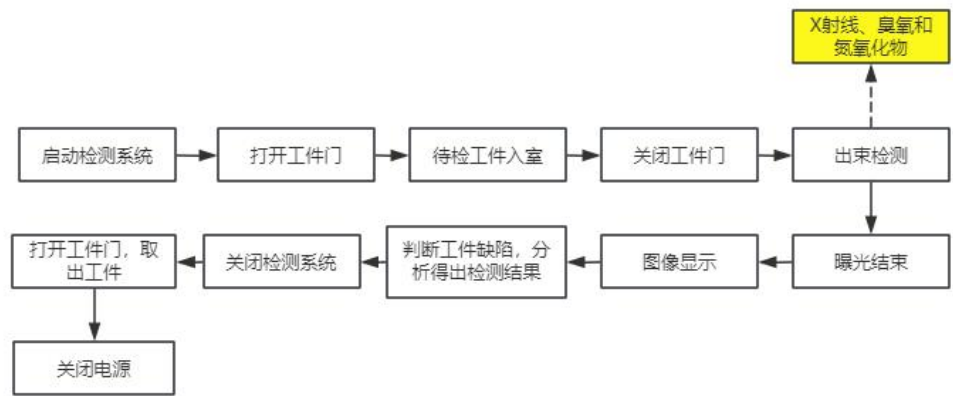 X射线、臭氧和
氮氧化物
启动检测系统
打开工件门
待检工件入室
关闭工件门
出束检测
打开工件门，取
出工件
关闭检测系统
判断工件缺陷，分
析得出检测结果
图像显示
曝光结束
关闭电源